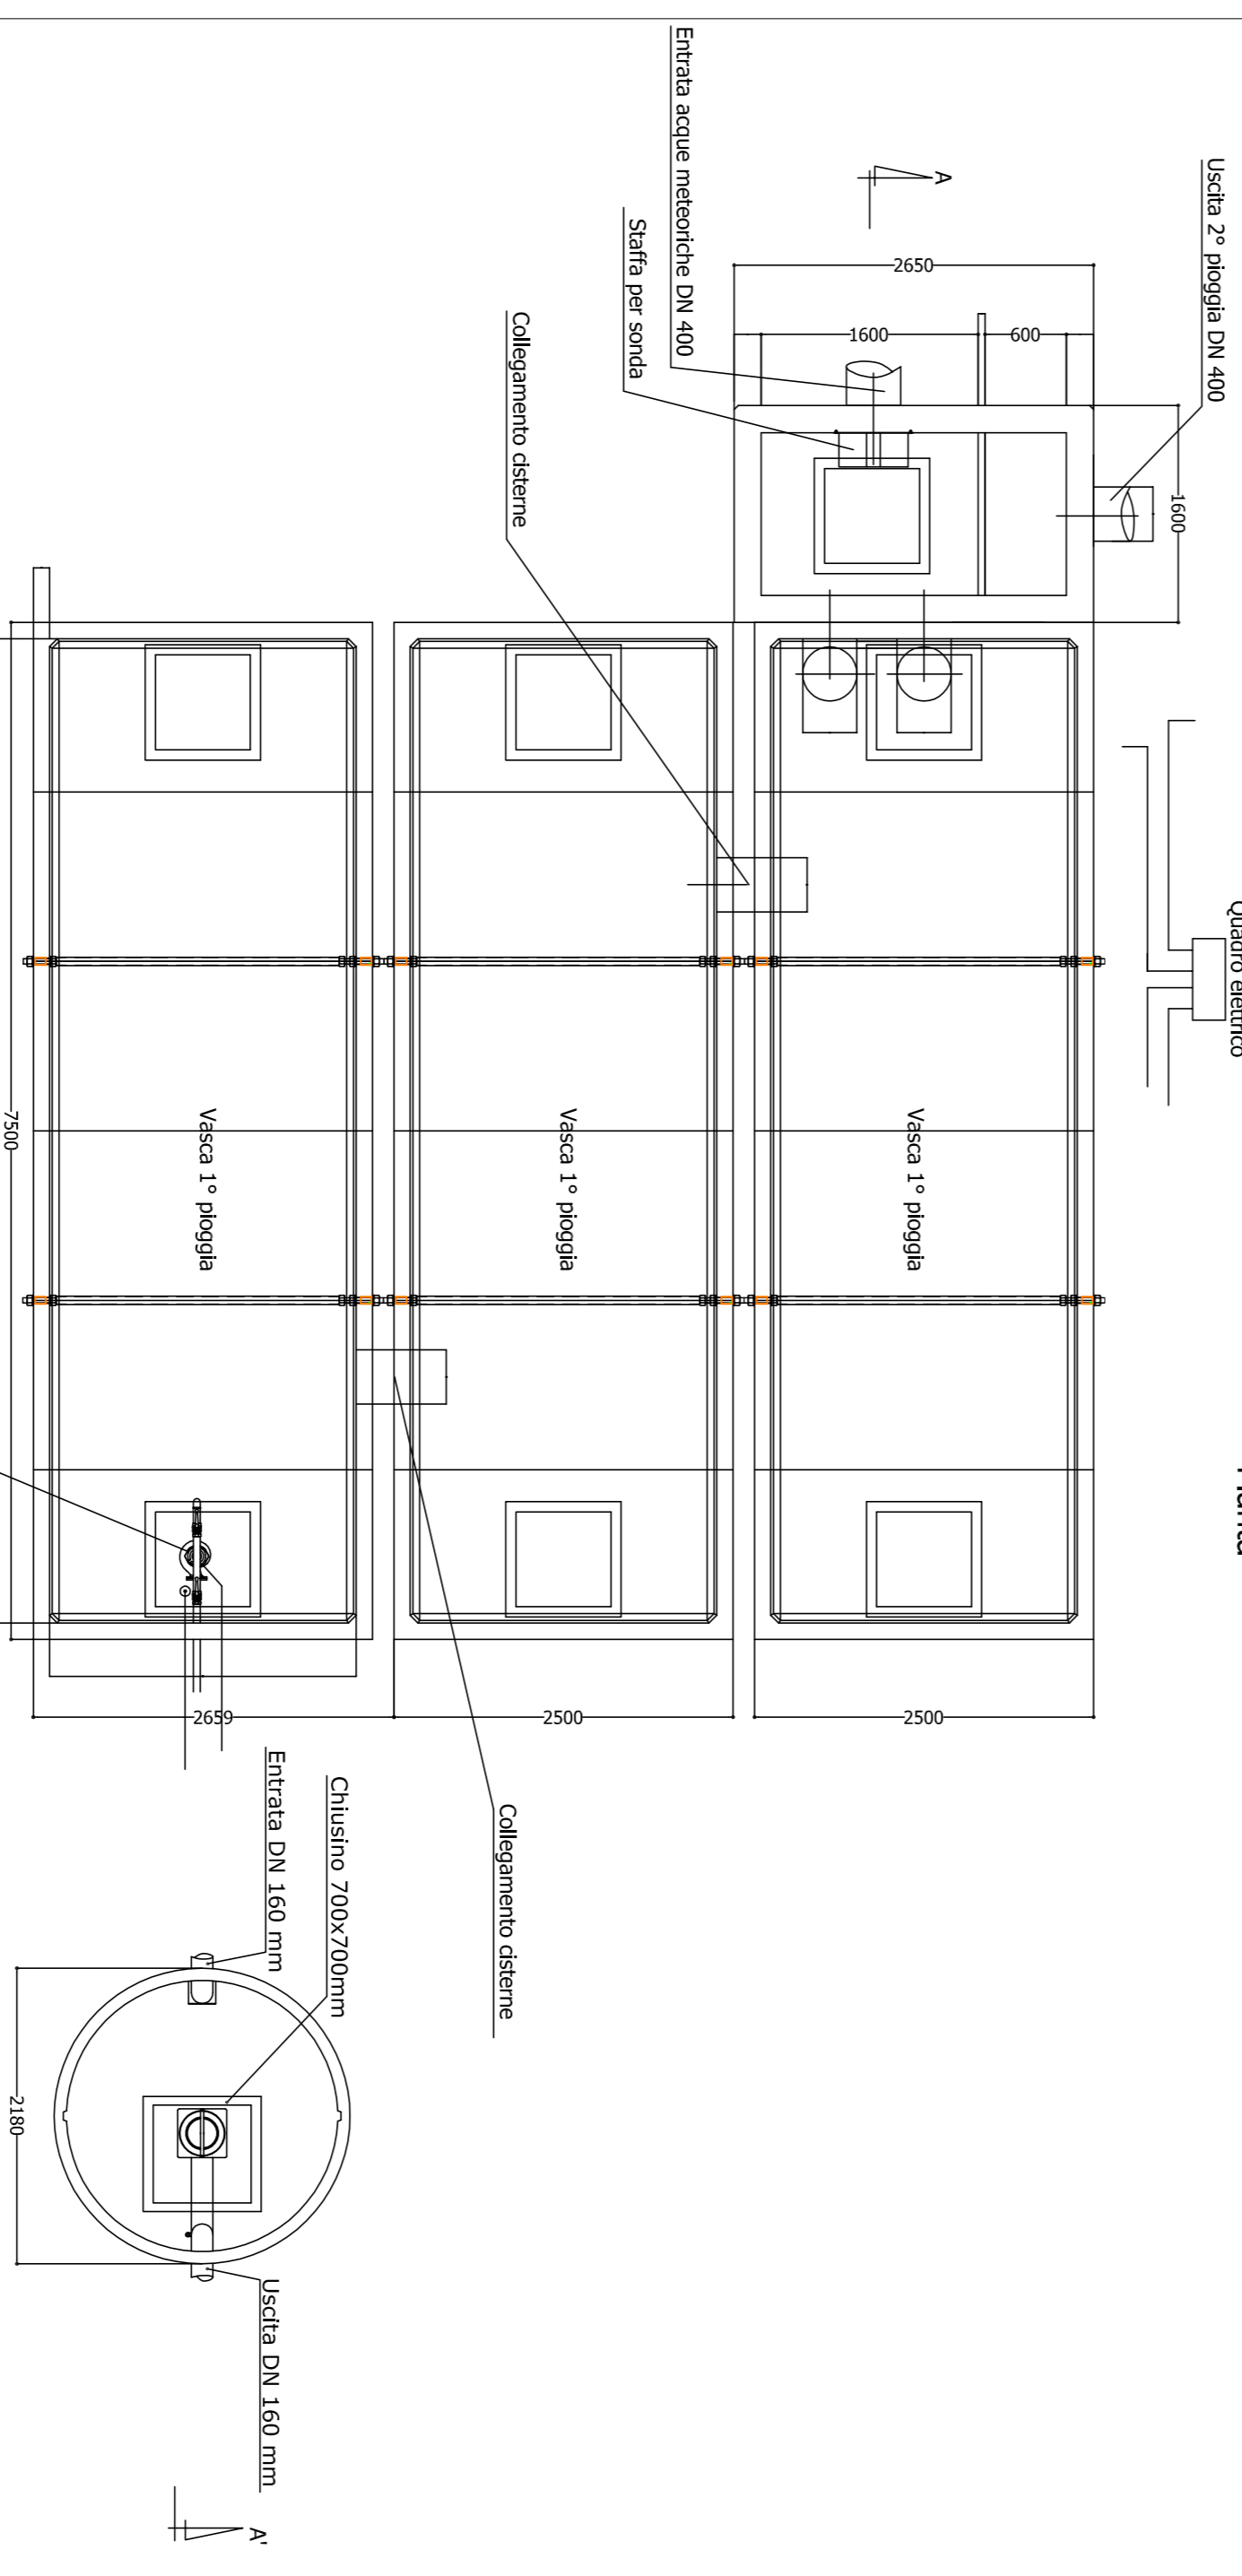 Uscita 2° pioggia DN 400
Entrata acque meteoriche DN 400
Staffa per sonda
Collegamento cisterne
A
2650
1600
600
1600
Quadro elettrico
Vasca 1° pioggia
Vasca 1° pioggia
Vasca 1° pioggia
7500
2659
2500
2500
Collegamento cisterne
Chiusino 700x700mm
Entrata DN 160 mm
2180
Uscita DN 160 mm
A'